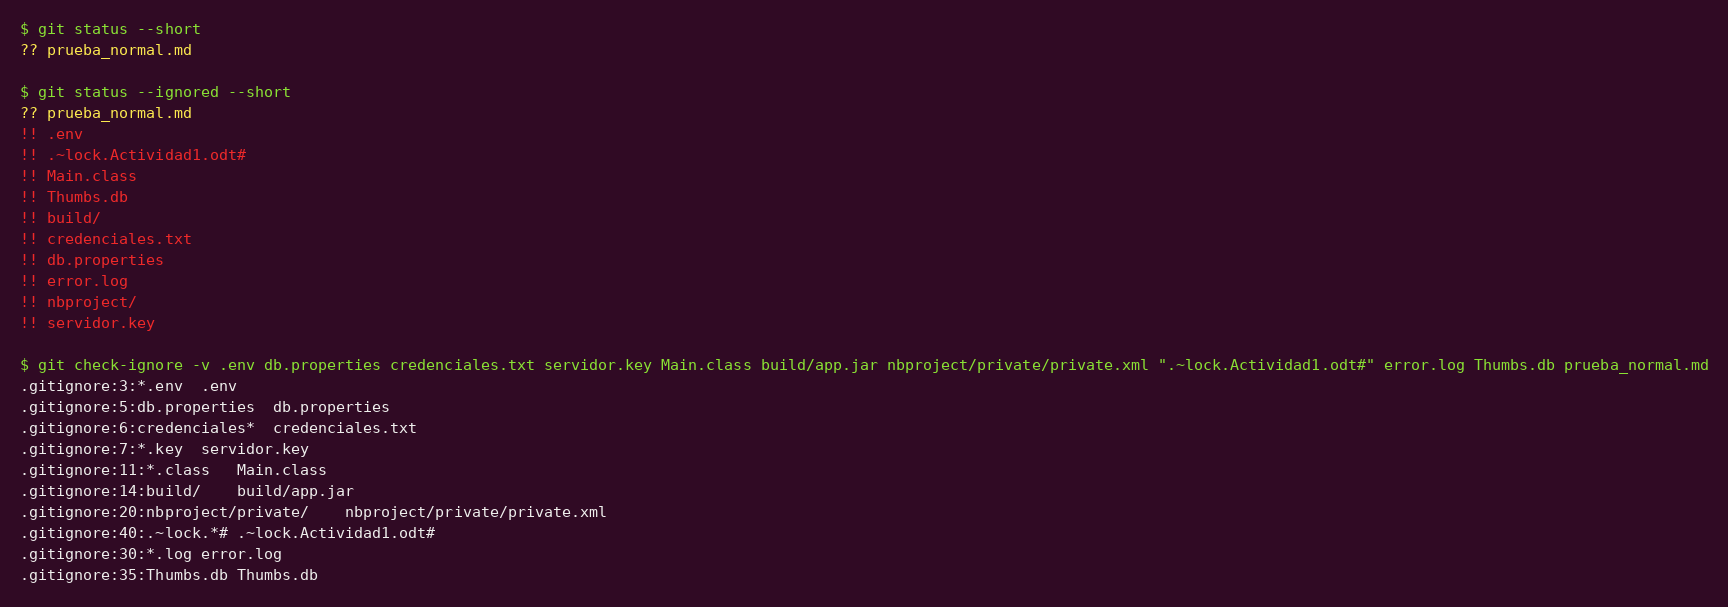 $ git status --short
?? prueba_normal.md

$ git status --ignored --short
?? prueba_normal.md
!! .env
!! .~lock.Actividad1.odt#
!! Main.class
!! Thumbs.db
!! build/
!! credenciales.txt
!! db.properties
!! error.log
!! nbproject/
!! servidor.key

$ git check-ignore -v .env db.properties credenciales.txt servidor.key Main.class build/app.jar nbproject/private/private.xml ".~lock.Actividad1.odt#" error.log Thumbs.db prueba_normal.md
.gitignore:3:*.env  .env
.gitignore:5:db.properties  db.properties
.gitignore:6:credenciales*  credenciales.txt
.gitignore:7:*.key  servidor.key
.gitignore:11:*.class   Main.class
.gitignore:14:build/    build/app.jar
.gitignore:20:nbproject/private/    nbproject/private/private.xml
.gitignore:40:.~lock.*# .~lock.Actividad1.odt#
.gitignore:30:*.log error.log
.gitignore:35:Thumbs.db Thumbs.db